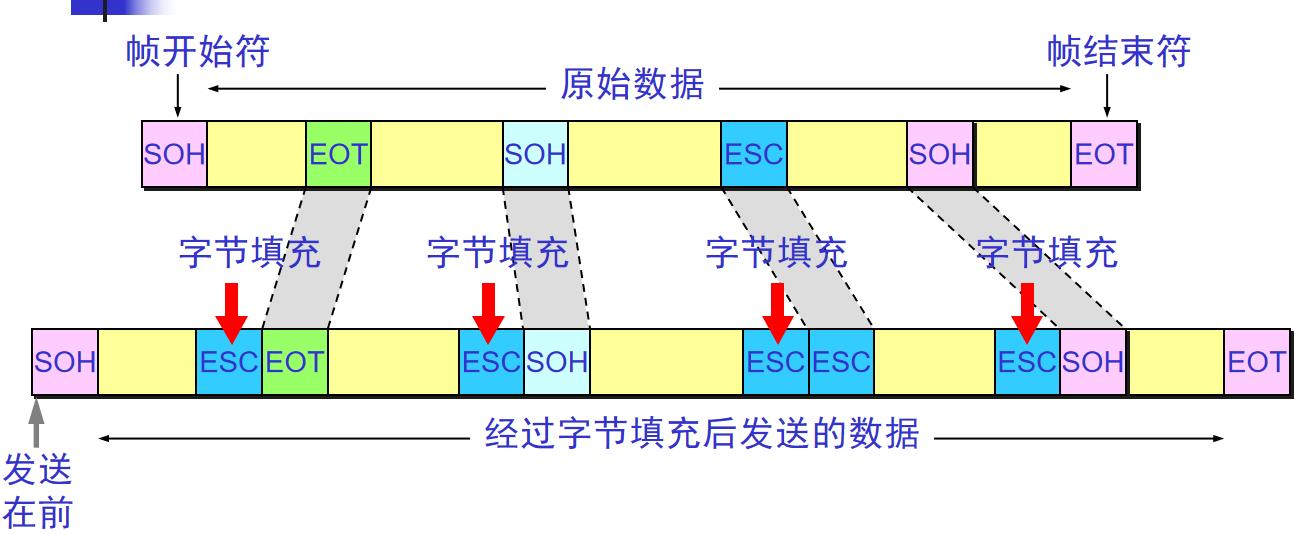 帧开始符
帧结束符
原始数据
SOH EOT SOH ESC SOH EOT
字节填充 字节填充 字节填充 字节填充
SOH ESC EOT ESC SOH ESC ESC ESC SOH EOT
经过字节填充后发送的数据
发送
在前